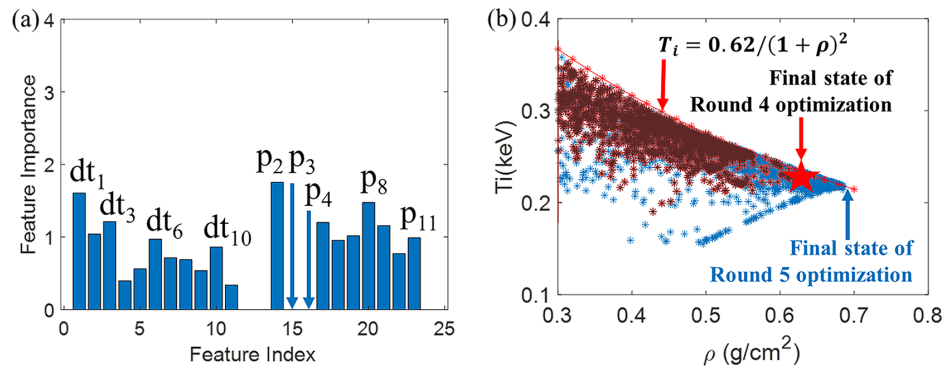 (a)
4
3
2
1
0
Feature Importance
dt1
dt3
dt6
dt10
p2
p3
p4
p8
p11
0
5
10
15
20
25
Feature Index
(b)
0.4
0.3
0.2
0.1
Ti(keV)
Ti = 0.62/(1 + ρ)²
Final state of
Round 4 optimization
Final state of
Round 5 optimization
0.3
0.4
0.5
0.6
0.7
0.8
ρ (g/cm²)